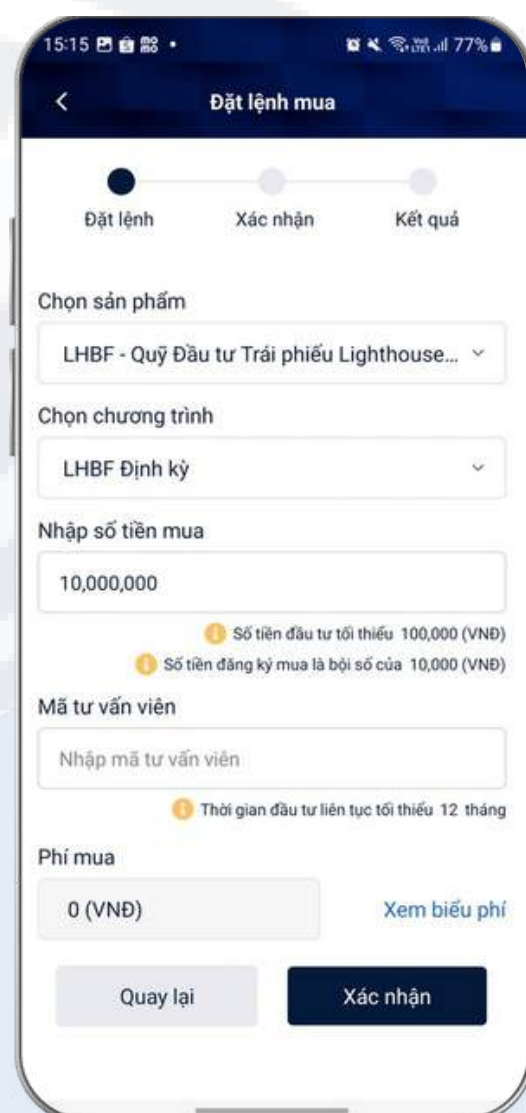 15:15
77%
Đặt lệnh mua
Đặt lệnh
Xác nhận
Kết quả
Chọn sản phẩm
LHBF - Quỹ Đầu tư Trái phiếu Lighthouse...
Chọn chương trình
LHBF Định kỳ
Nhập số tiền mua
10,000,000
Số tiền đầu tư tối thiểu 100,000 (VNĐ)
Số tiền đăng ký mua là bội số của 10,000 (VNĐ)
Mã tư vấn viên
Nhập mã tư vấn viên
Thời gian đầu tư liên tục tối thiểu 12 tháng
Phí mua
0 (VNĐ)
Xem biểu phí
Quay lại
Xác nhận